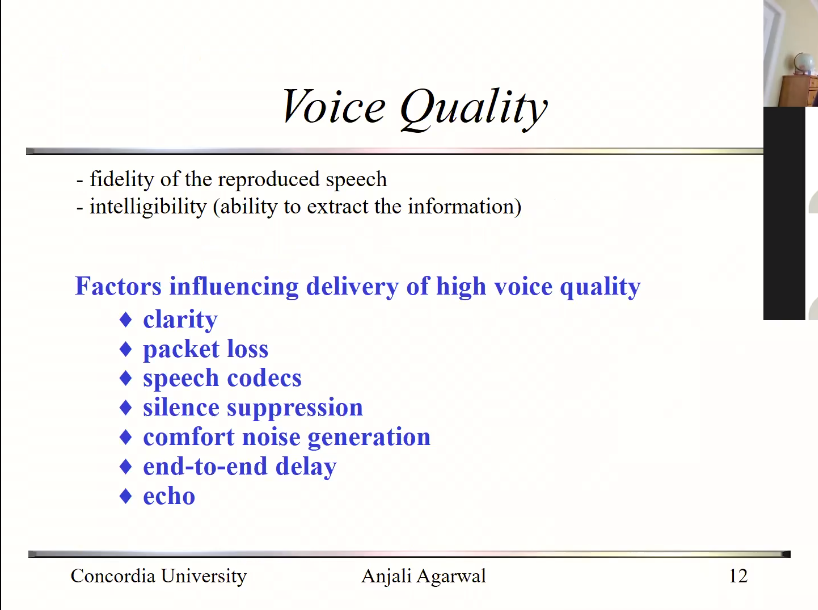 Voice Quality
- fidelity of the reproduced speech
- intelligibility (ability to extract the information)
Factors influencing delivery of high voice quality
♦ clarity
♦ packet loss
♦ speech codecs
♦ silence suppression
♦ comfort noise generation
♦ end-to-end delay
♦ echo
Concordia University Anjali Agarwal 12